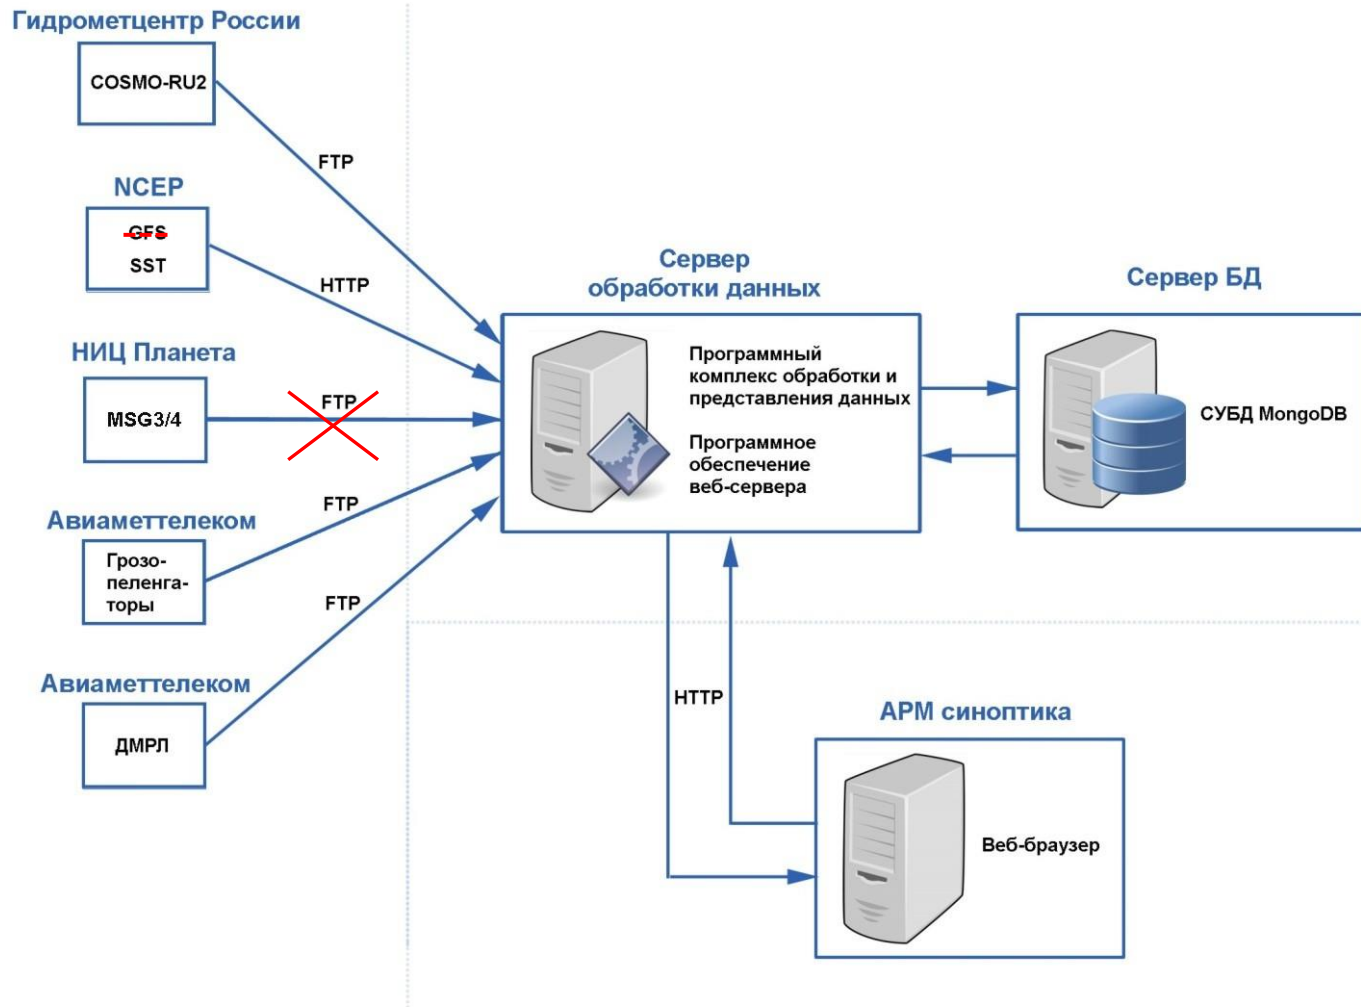 Гидрометцентр России
COSMO-RU2
FTP
NCEP
GFS
SST
HTTP
НИЦ Планета
MSG3/4
FTP
Авиаметтелеком
Грозо-
пеленга-
торы
FTP
Авиаметтелеком
ДМРЛ
FTP
Сервер
обработки данных
Программный
комплекс обработки и
представления данных
Программное
обеспечение
веб-сервера
Сервер БД
СУБД MongoDB
HTTP
АРМ синоптика
Веб-браузер